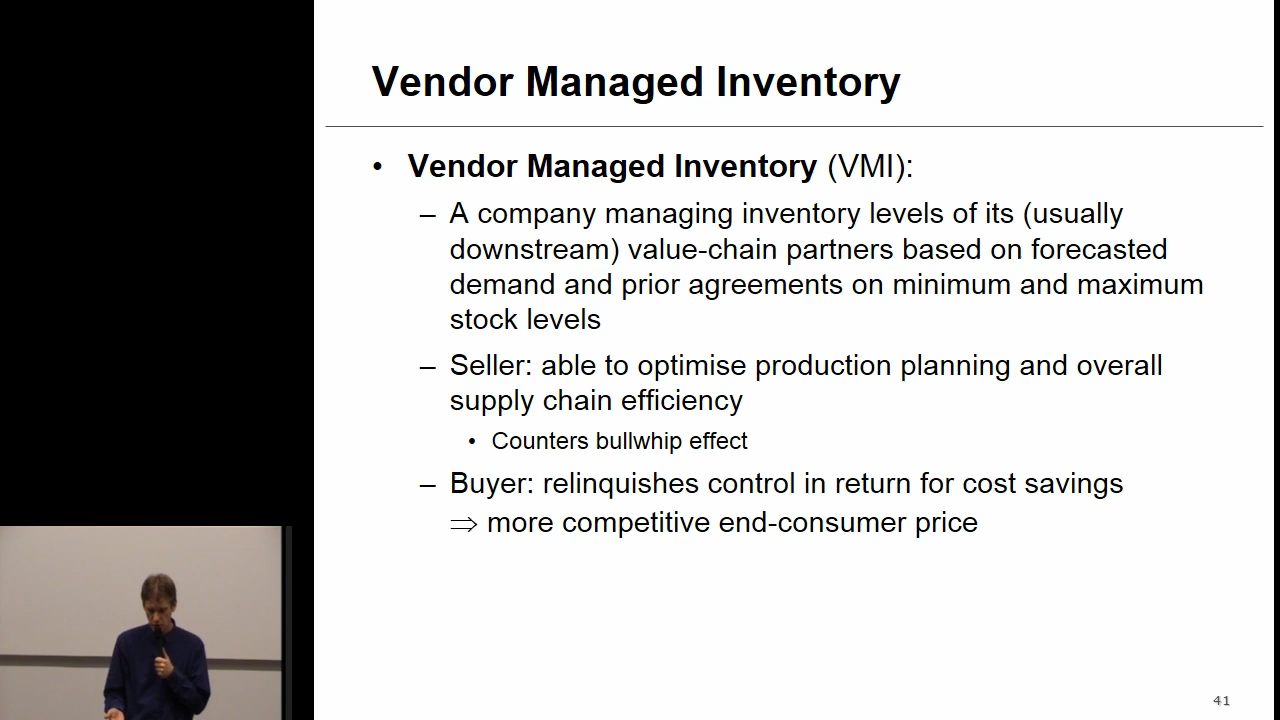 Vendor Managed Inventory
• Vendor Managed Inventory (VMI):
– A company managing inventory levels of its (usually
downstream) value-chain partners based on forecasted
demand and prior agreements on minimum and maximum
stock levels
– Seller: able to optimise production planning and overall
supply chain efficiency
• Counters bullwhip effect
– Buyer: relinquishes control in return for cost savings
⇒ more competitive end-consumer price
41